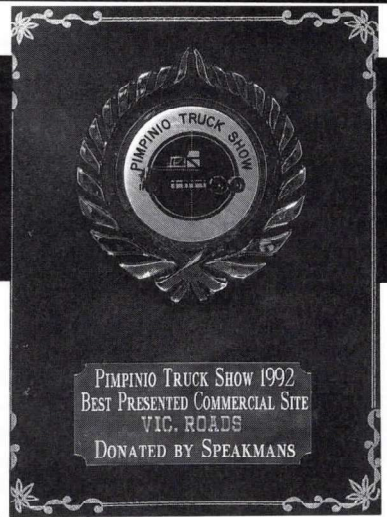 PIMPINIO TRUCK SHOW
PIMPINIO TRUCK SHOW 1992
BEST PRESENTED COMMERCIAL SITE
VIC. ROADS
DONATED BY SPEAKMANS